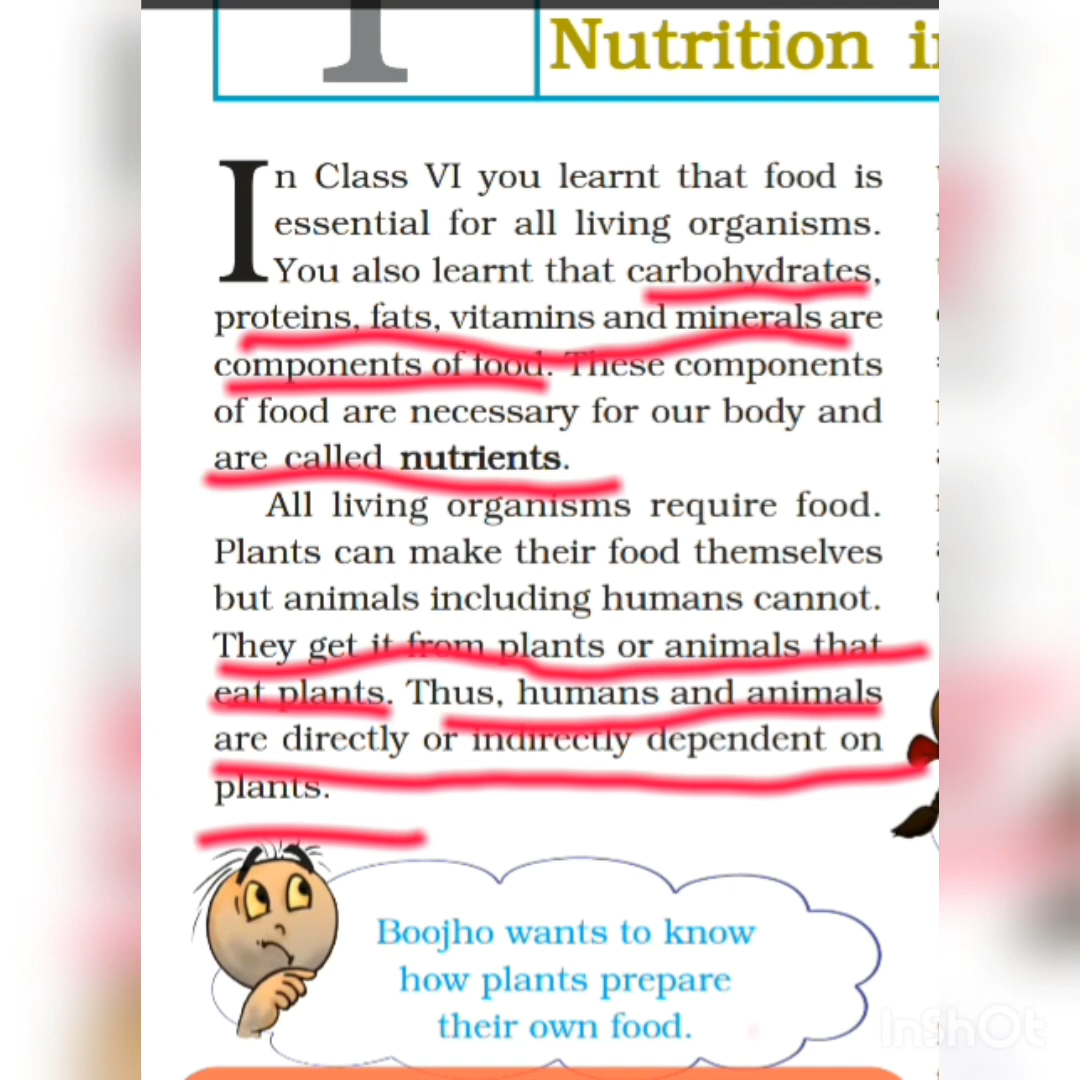 1
Nutrition in
In Class VI you learnt that food is
essential for all living organisms.
You also learnt that carbohydrates,
proteins, fats, vitamins and minerals are
components of food. These components
of food are necessary for our body and
are called nutrients.
All living organisms require food.
Plants can make their food themselves
but animals including humans cannot.
They get it from plants or animals that
eat plants. Thus, humans and animals
are directly or indirectly dependent on
plants.
Boojho wants to know
how plants prepare
their own food.
InShOt